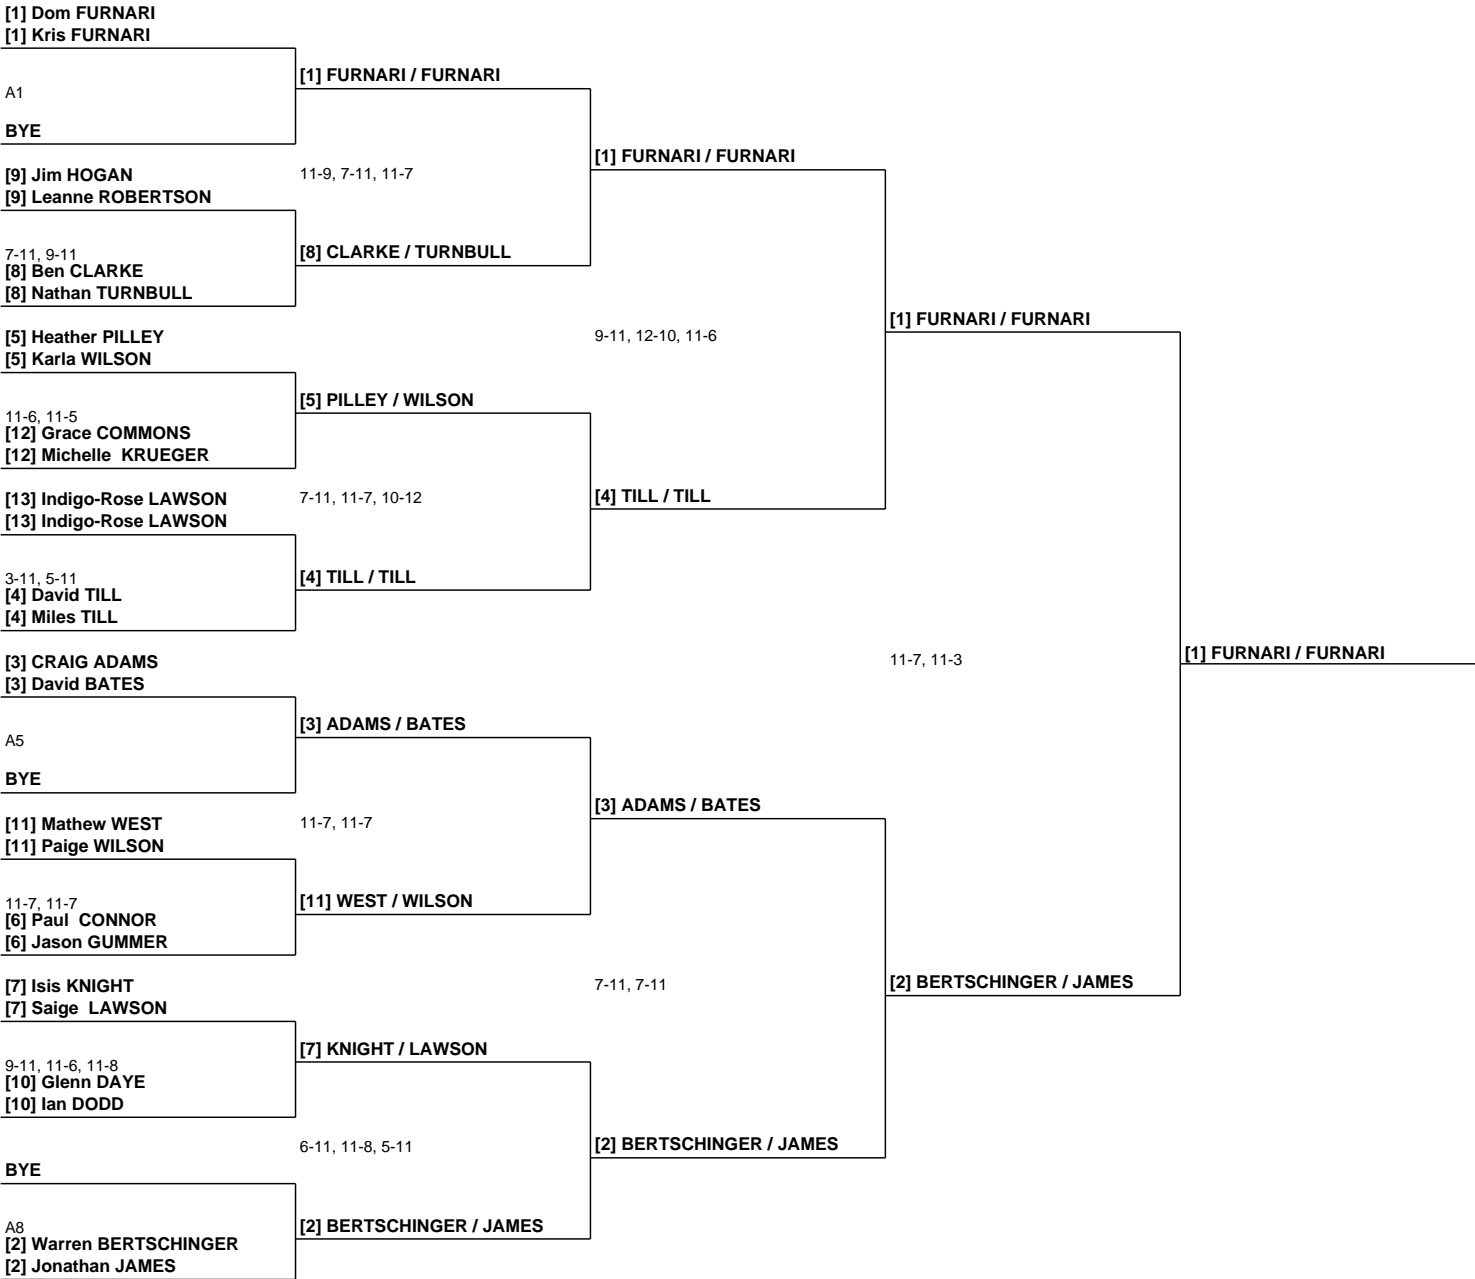 [1] Dom FURNARI
[1] Kris FURNARI
[1] FURNARI / FURNARI
A1
BYE
[1] FURNARI / FURNARI
[9] Jim HOGAN
11-9, 7-11, 11-7
[9] Leanne ROBERTSON
7-11, 9-11
[8] CLARKE / TURNBULL
[8] Ben CLARKE
[8] Nathan TURNBULL
[1] FURNARI / FURNARI
[5] Heather PILLEY
9-11, 12-10, 11-6
[5] Karla WILSON
[5] PILLEY / WILSON
11-6, 11-5
[12] Grace COMMONS
[12] Michelle  KRUEGER
[13] Indigo-Rose LAWSON
7-11, 11-7, 10-12
[4] TILL / TILL
[13] Indigo-Rose LAWSON
3-11, 5-11
[4] TILL / TILL
[4] David TILL
[4] Miles TILL
[3] CRAIG ADAMS
11-7, 11-3
[1] FURNARI / FURNARI
[3] David BATES
[3] ADAMS / BATES
A5
BYE
[3] ADAMS / BATES
[11] Mathew WEST
11-7, 11-7
[11] Paige WILSON
11-7, 11-7
[11] WEST / WILSON
[6] Paul  CONNOR
[6] Jason GUMMER
[7] Isis KNIGHT
7-11, 7-11
[2] BERTSCHINGER / JAMES
[7] Saige  LAWSON
[7] KNIGHT / LAWSON
9-11, 11-6, 11-8
[10] Glenn DAYE
[10] Ian DODD
6-11, 11-8, 5-11
[2] BERTSCHINGER / JAMES
BYE
A8
[2] BERTSCHINGER / JAMES
[2] Warren BERTSCHINGER
[2] Jonathan JAMES